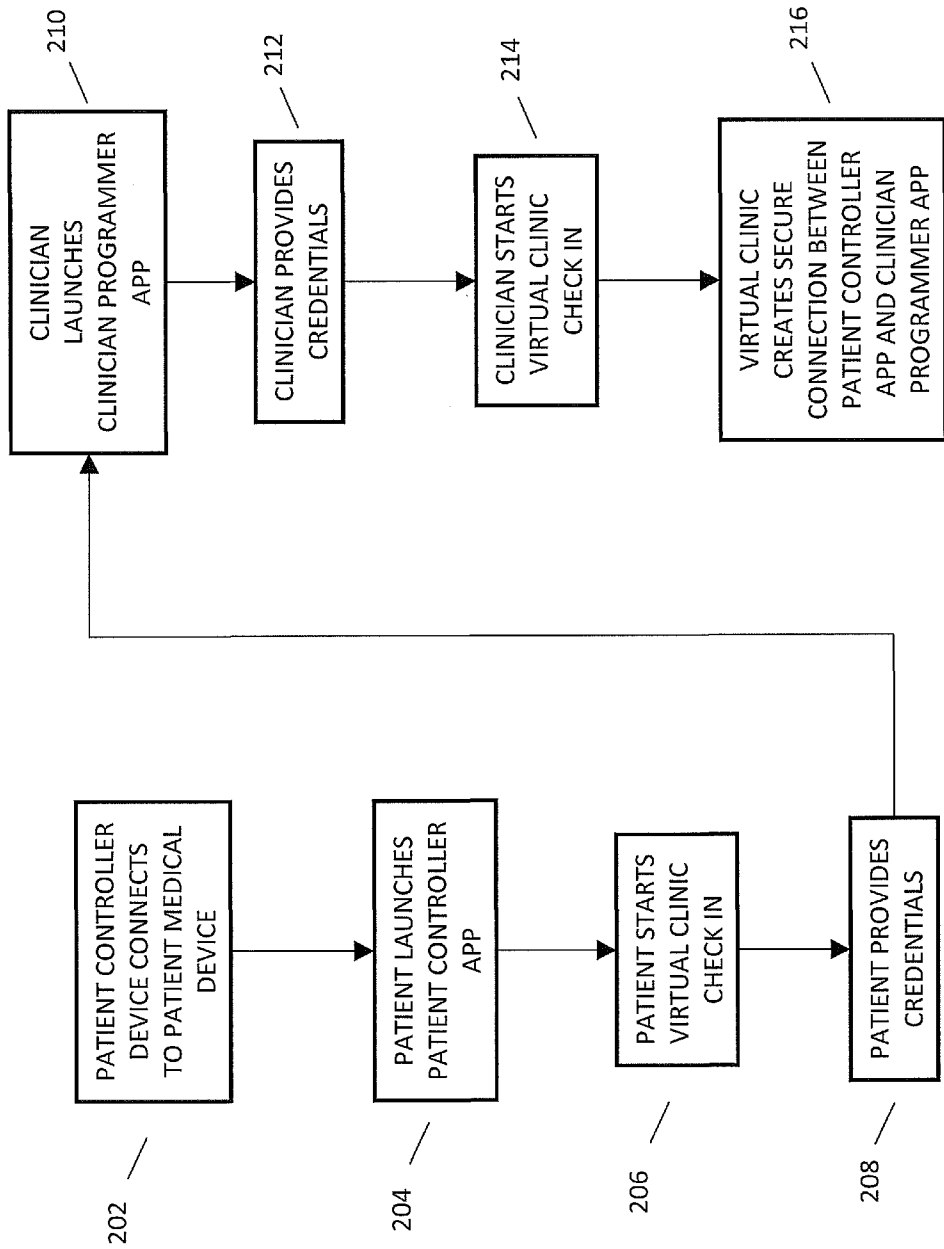 PATIENT CONTROLLER
DEVICE CONNECTS
TO PATIENT MEDICAL
DEVICE
202
PATIENT LAUNCHES
PATIENT CONTROLLER
APP
204
PATIENT STARTS
VIRTUAL CLINIC
CHECK IN
206
PATIENT PROVIDES
CREDENTIALS
208
CLINICIAN
LAUNCHES
CLINICIAN PROGRAMMER
APP
210
CLINICIAN PROVIDES
CREDENTIALS
212
CLINICIAN STARTS
VIRTUAL CLINIC
CHECK IN
214
VIRTUAL CLINIC
CREATES SECURE
CONNECTION BETWEEN
PATIENT CONTROLLER
APP AND CLINICIAN
PROGRAMMER APP
216